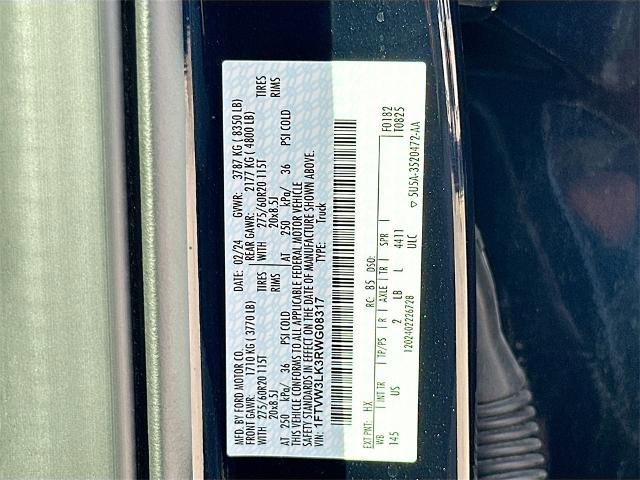 MFD. BY FORD MOTOR CO. 02/24 GVWR: 3787 KG ( 8350 LB)
FRONT GAWR: 1710 KG ( 3770 LB) REAR GAWR: 2177 KG ( 4800 LB)
WITH 275/60R20 115T TIRES WITH 275/60R20 115T TIRES
20x8.5J RIMS 20x8.5J RIMS
AT 250 kPa/ 36 PSI COLD AT 250 kPa/ 36 PSI COLD
THIS VEHICLE CONFORMS TO ALL APPLICABLE FEDERAL MOTOR VEHICLE
SAFETY STANDARDS IN EFFECT ON THE DATE OF MANUFACTURE SHOWN ABOVE.
VIN: 1FTVW3LK3RWG08317 TYPE: Truck
F0182
T0825
EXT PNT: HX RC: 85 DSO:
WB INT TR TP/PS R AXLE TR SPR
145 US 2 LB L 4411
ULC
1202402226728
▽ 5U5A-3520472-AA